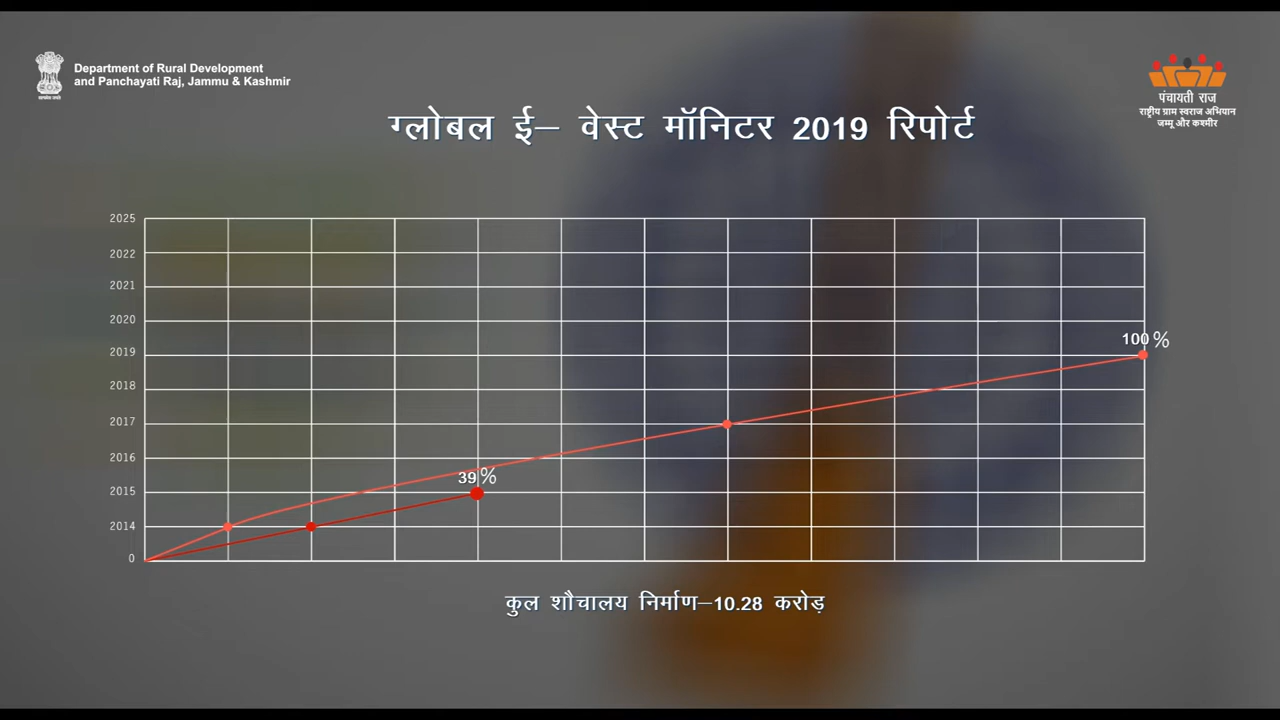 Department of Rural Development
and Panchayati Raj, Jammu & Kashmir
पंचायती राज
राष्ट्रीय ग्राम स्वराज अभियान
जम्मू और कश्मीर
ग्लोबल ई– वेस्ट मॉनिटर 2019 रिपोर्ट
2025
2022
2021
2020
2019
2018
2017
2016
2015
2014
0
100%
39%
कुल शौचालय निर्माण–10.28 करोड़